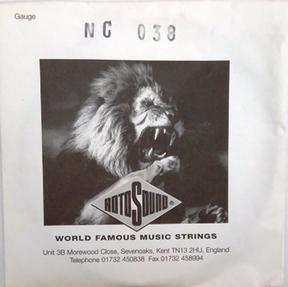 Gauge
NC 038
ROTOSOUND®
WORLD FAMOUS MUSIC STRINGS
Unit 3B Morewood Close, Sevenoaks, Kent TN13 2HU, England
Telephone 01732 450838 Fax 01732 458994